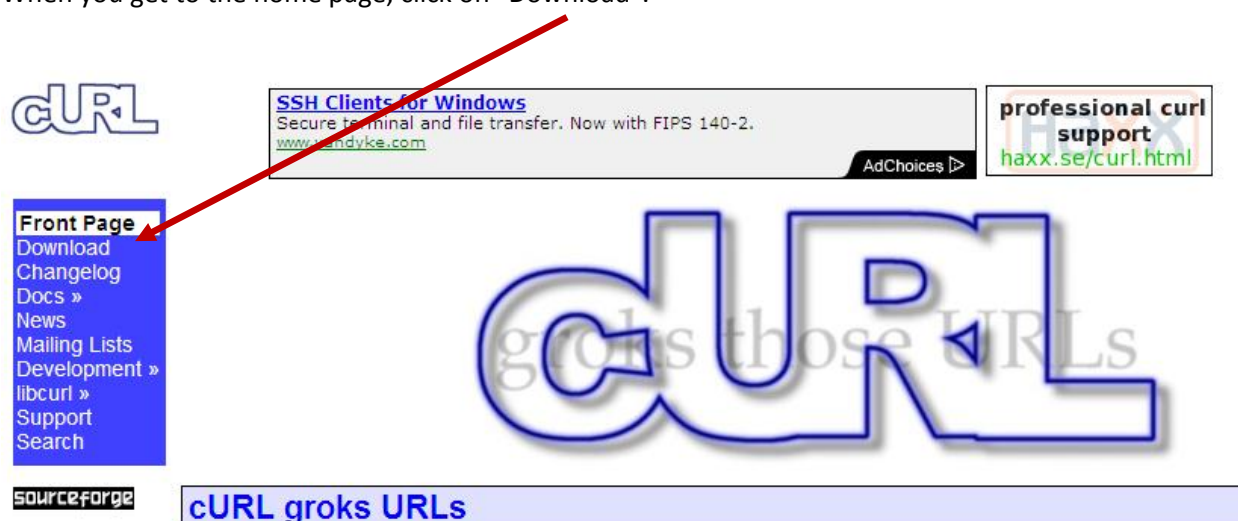 When you get to the home page, click on "Download".
cURL
SSH Clients for Windows
Secure terminal and file transfer. Now with FIPS 140-2.
www.vandyke.com
AdChoices
professional curl
support
haxx.se/curl.html
HaxX
Front Page
Download
Changelog
Docs »
News
Mailing Lists
Development »
libcurl »
Support
Search
cURL
groks those URLs
sourceforge
cURL groks URLs